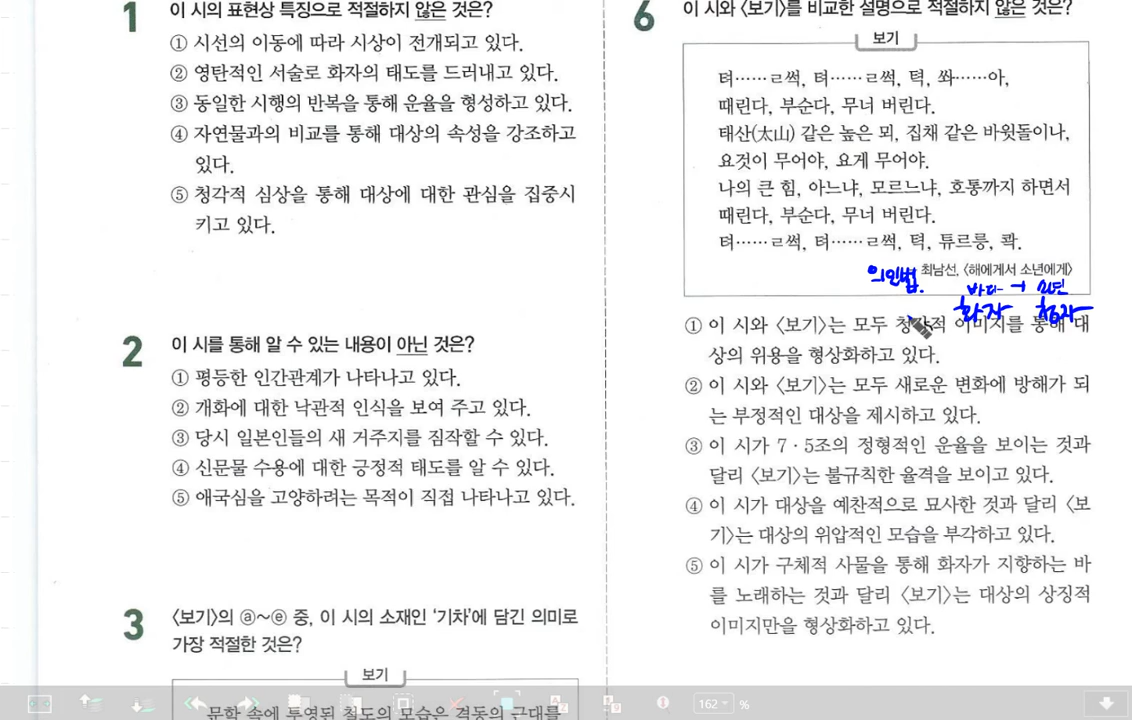 1 이 시의 표현상 특징으로 적절하지 않은 것은?
① 시선의 이동에 따라 시상이 전개되고 있다.
② 영탄적인 서술로 화자의 태도를 드러내고 있다.
③ 동일한 시행의 반복을 통해 운율을 형성하고 있다.
④ 자연물과의 비교를 통해 대상의 속성을 강조하고
있다.
⑤ 청각적 심상을 통해 대상에 대한 관심을 집중시
키고 있다.
2 이 시를 통해 알 수 있는 내용이 아닌 것은?
① 평등한 인간관계가 나타나고 있다.
② 개화에 대한 낙관적 인식을 보여 주고 있다.
③ 당시 일본인들의 새 거주지를 짐작할 수 있다.
④ 신문물 수용에 대한 긍정적 태도를 알 수 있다.
⑤ 애국심을 고양하려는 목적이 직접 나타나고 있다.
3 〈보기〉의 ⓐ~ⓔ 중, 이 시의 소재인 '기차'에 담긴 의미로
가장 적절한 것은?
보기
문학 속에 투영된 철도의 모습은 격동의 근대를
6 이 시와 〈보기〉를 비교한 설명으로 적절하지 않은 것은?
보기
텨……ㄹ썩, 텨……ㄹ썩, 텩, 쏴……아,
때린다, 부순다, 무너 버린다.
태산(太山) 같은 높은 뫼, 집채 같은 바윗돌이나,
요것이 무어야, 요게 무어야.
나의 큰 힘, 아느냐, 모르느냐, 호통까지 하면서
때린다, 부순다, 무너 버린다.
텨……ㄹ썩, 텨……ㄹ썩, 텩, 튜르릉, 콱.
최남선, 〈해에게서 소년에게〉
의인법.
바다 → 소년
화자 청자
① 이 시와 〈보기〉는 모두 청각적 이미지를 통해 대
상의 위용을 형상화하고 있다.
② 이 시와 〈보기〉는 모두 새로운 변화에 방해가 되
는 부정적인 대상을 제시하고 있다.
③ 이 시가 7·5조의 정형적인 운율을 보이는 것과
달리 〈보기〉는 불규칙한 율격을 보이고 있다.
④ 이 시가 대상을 예찬적으로 묘사한 것과 달리 〈보
기〉는 대상의 위압적인 모습을 부각하고 있다.
⑤ 이 시가 구체적 사물을 통해 화자가 지향하는 바
를 노래하는 것과 달리 〈보기〉는 대상의 상징적
이미지만을 형상화하고 있다.
162 %